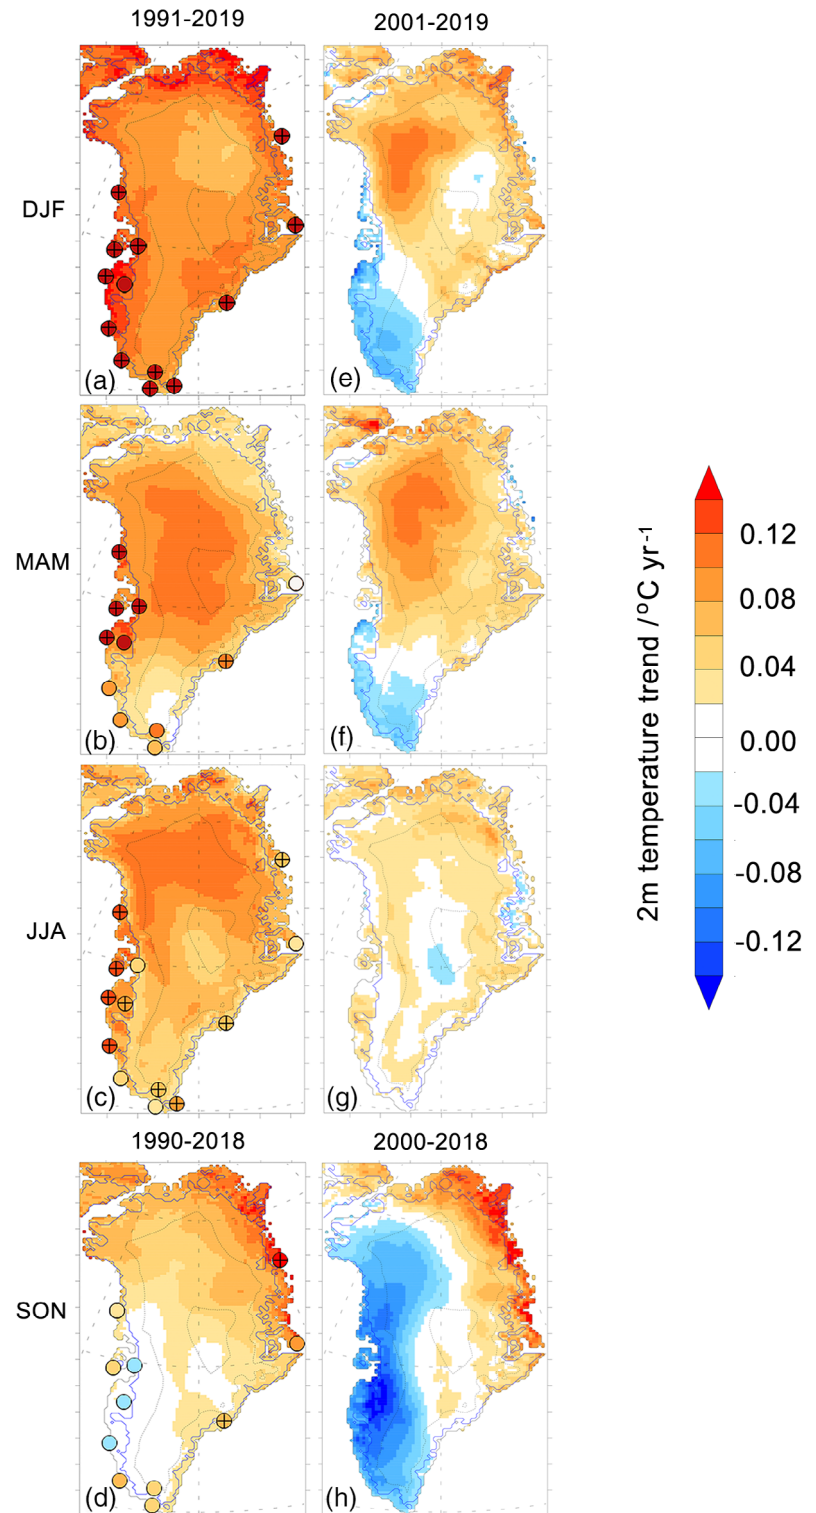 1991-2019
2001-2019
DJF
(a)
(e)
MAM
(b)
(f)
JJA
(c)
(g)
1990-2018
2000-2018
SON
(d)
(h)
2m temperature trend / °C yr-1
0.12
0.08
0.04
0.00
-0.04
-0.08
-0.12